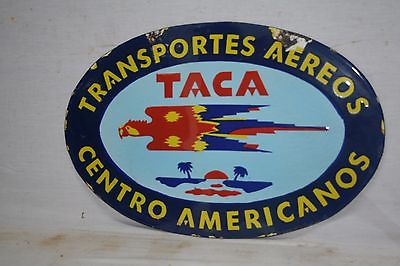 TRANSPORTES AEREOS
TACA
CENTRO AMERICANOS